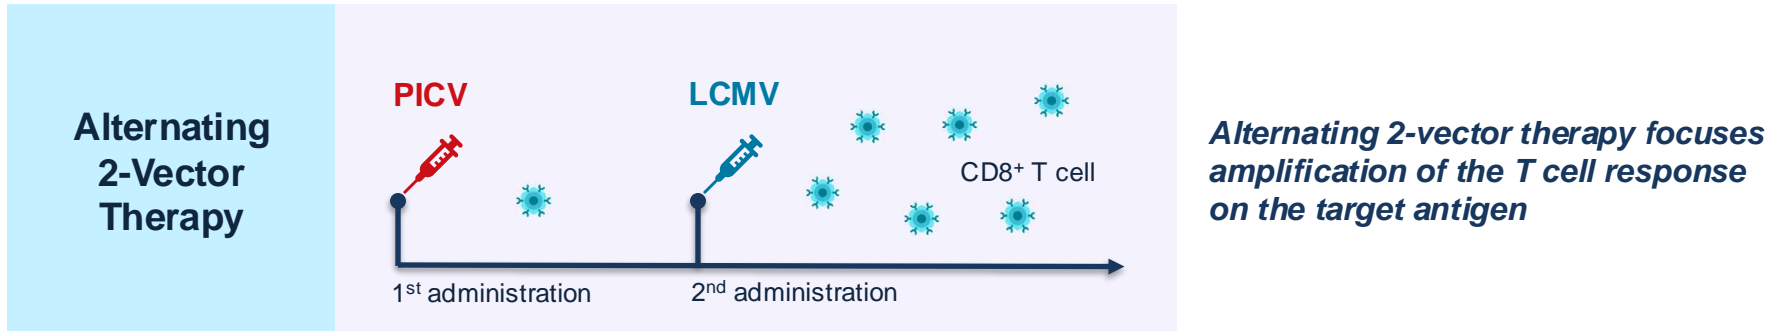 Alternating
2-Vector
Therapy
PICV
LCMV
CD8⁺ T cell
1ˢᵗ administration
2ⁿᵈ administration
Alternating 2-vector therapy focuses
amplification of the T cell response
on the target antigen